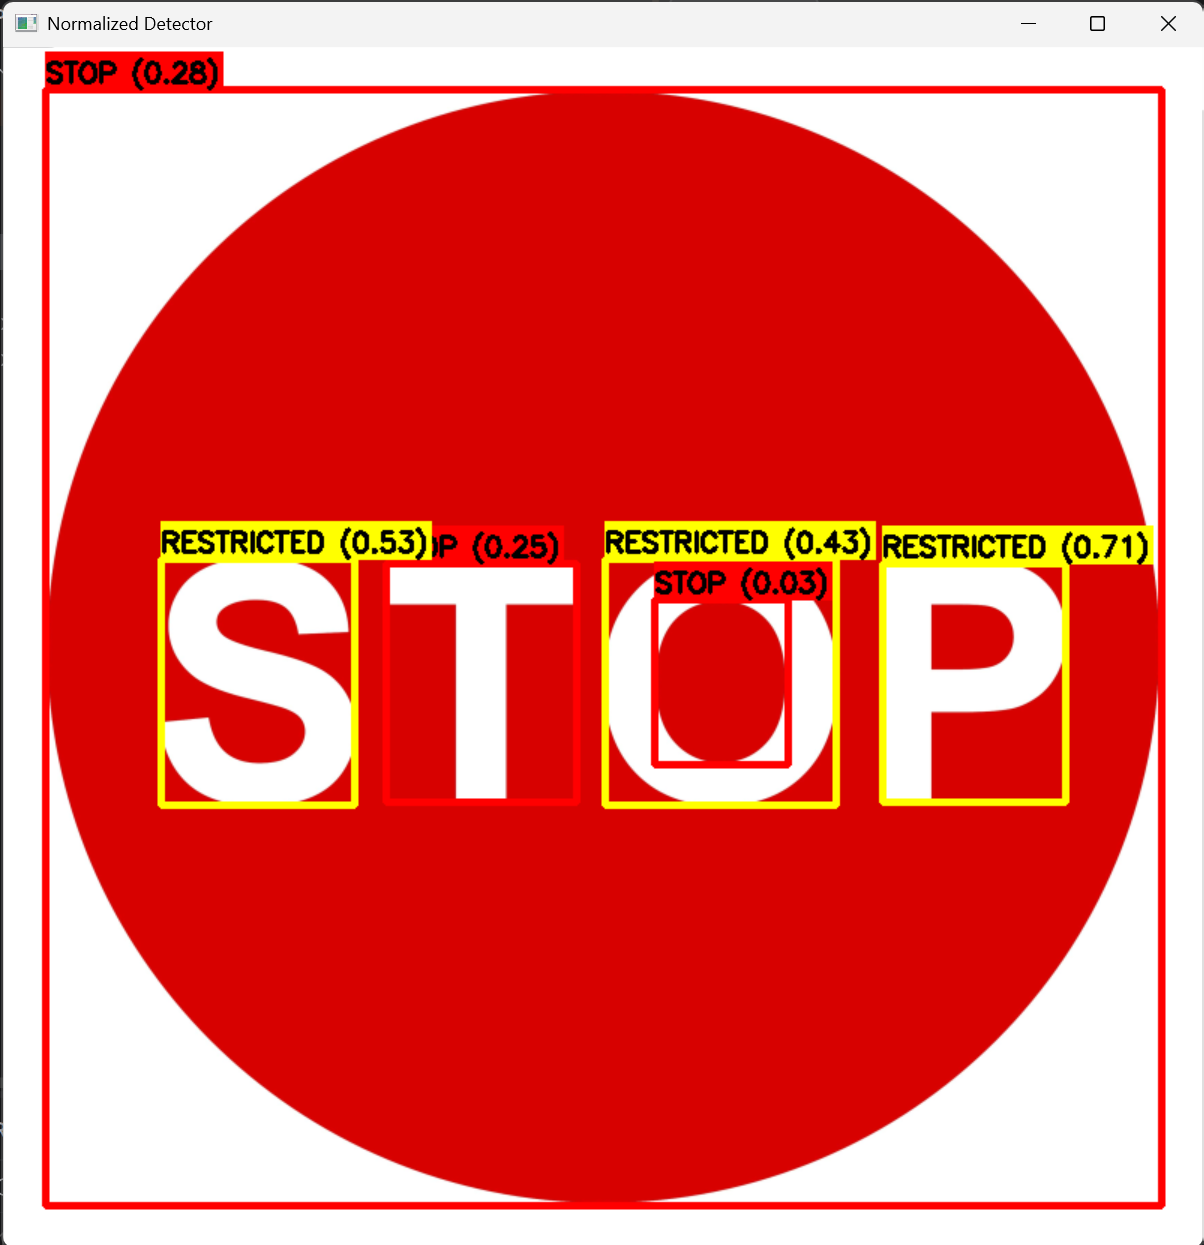 Normalized Detector
STOP (0.28)
RESTRICTED (0.53)
OP (0.25)
RESTRICTED (0.43)
RESTRICTED (0.71)
STOP (0.03)
STOP